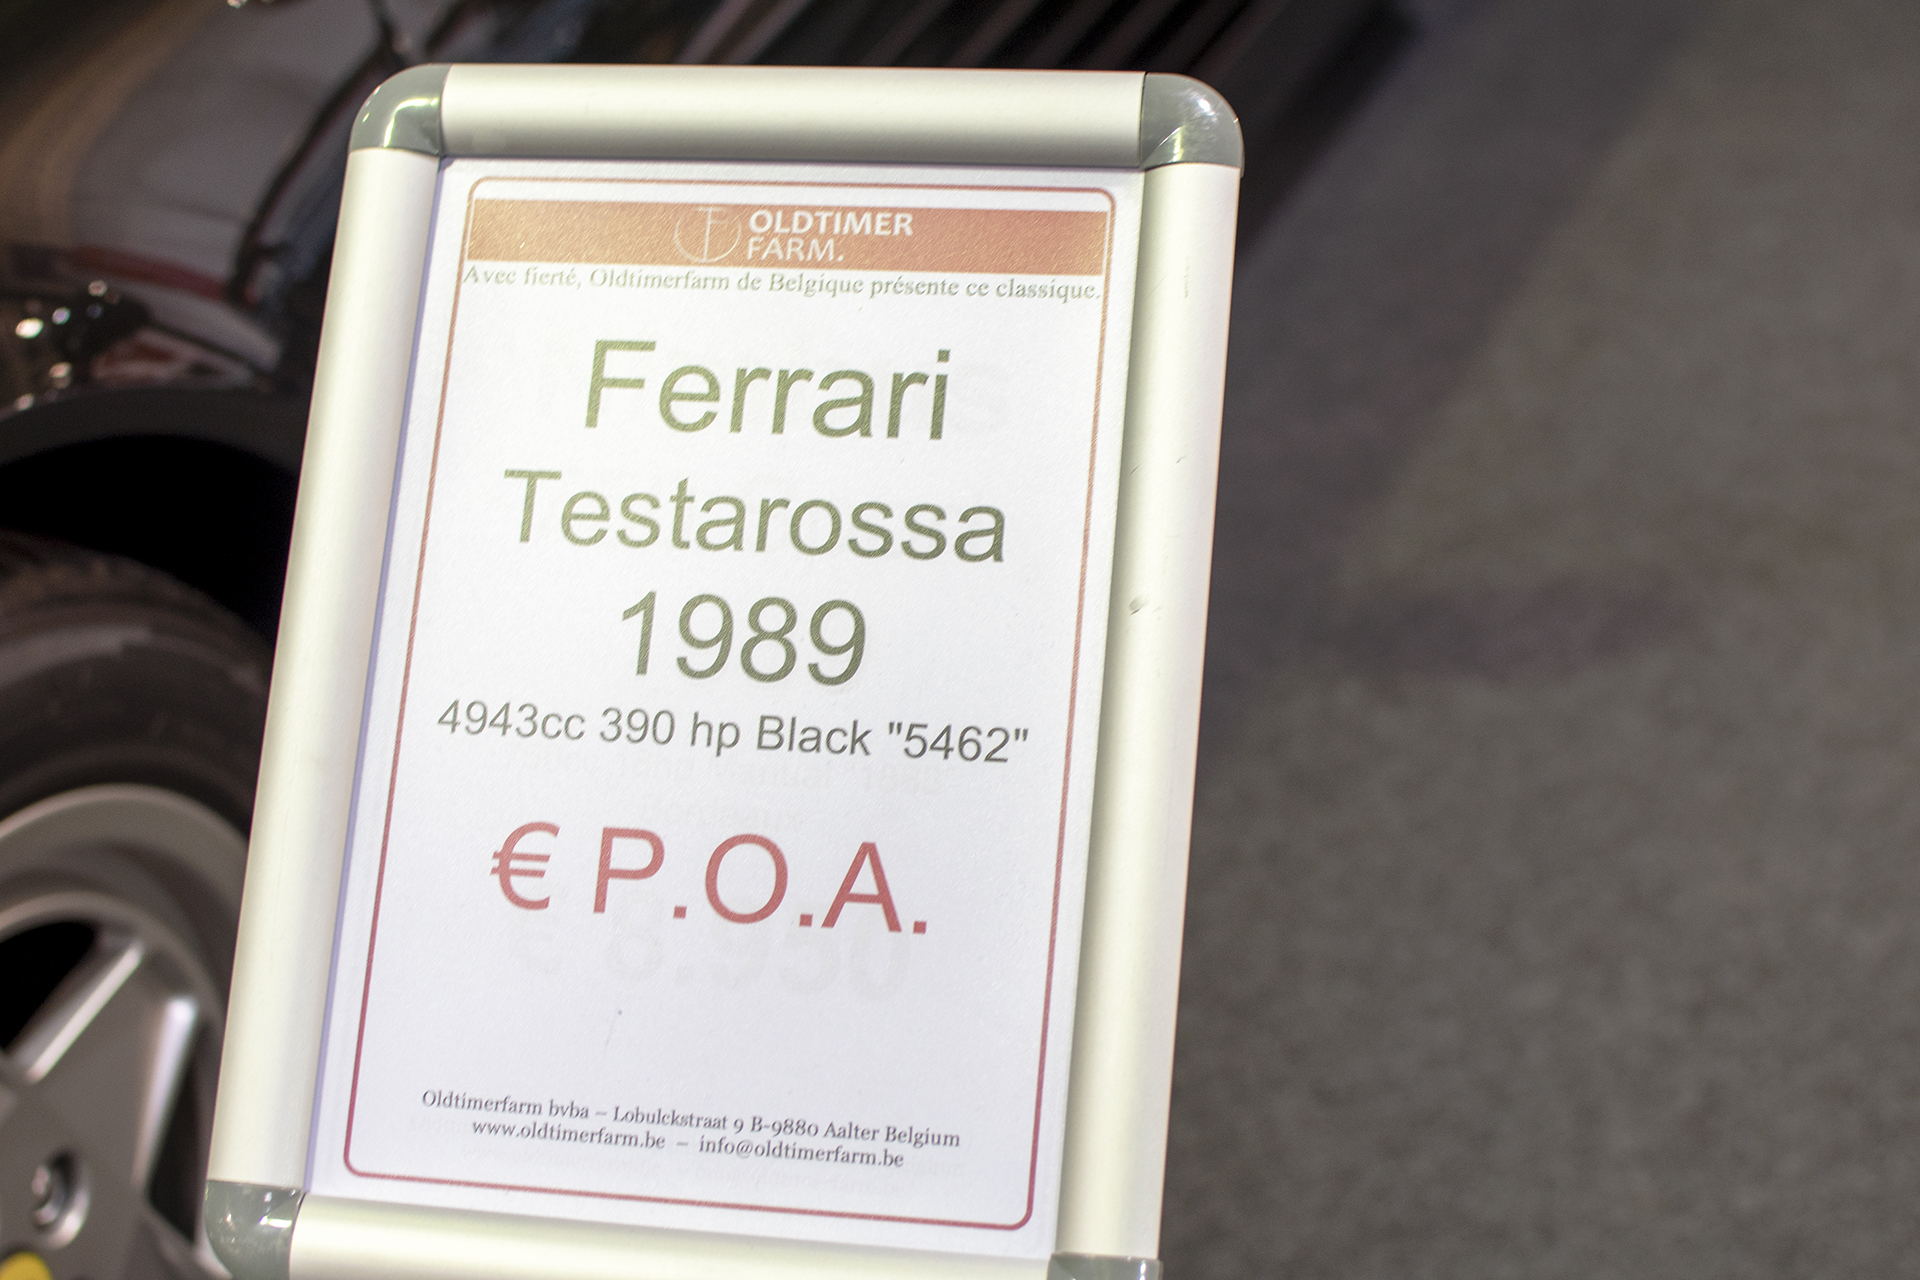 OLDTIMER
FARM.
Avec fierté, Oldtimerfarm de Belgique présente ce classique.
Ferrari
Testarossa
1989
4943cc 390 hp Black "5462"
€ P.O.A.
Oldtimerfarm bvba – Lobulckstraat 9 B-9880 Aalter Belgium
www.oldtimerfarm.be – info@oldtimerfarm.be